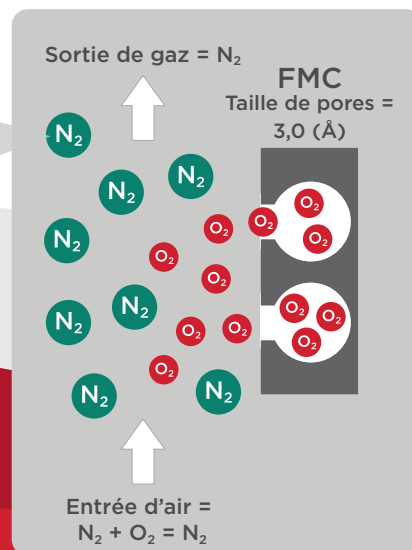 Sortie de gaz = N₂
FMC
Taille de pores =
3,0 (Å)
N₂
N₂
N₂
O₂
O₂
O₂
O₂
N₂
O₂
O₂
O₂
N₂
O₂
O₂
N₂
O₂
O₂
O₂
O₂
O₂
N₂
N₂
Entrée d'air =
N₂ + O₂ = N₂